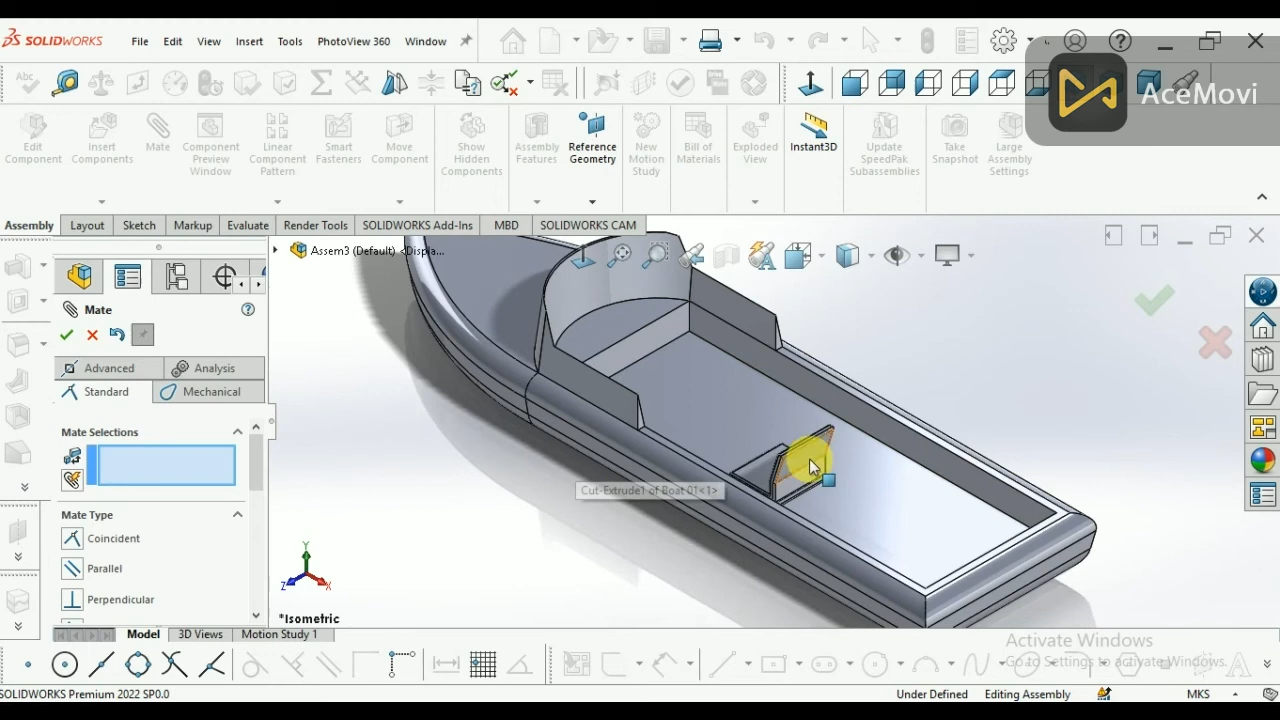 SOLIDWORKS
File Edit View Insert Tools PhotoView 360 Window
AceMovi
Edit Component
Insert Components
Mate
Component Preview Window
Linear Component Pattern
Smart Fasteners
Move Component
Show Hidden Components
Assembly Features
Reference Geometry
New Motion Study
Bill of Materials
Exploded View
Instant3D
Update SpeedPak Subassemblies
Take Snapshot
Large Assembly Settings
Assembly Layout Sketch Markup Evaluate Render Tools SOLIDWORKS Add-Ins MBD SOLIDWORKS CAM
Assem3 (Default) <Displa...
Mate
Advanced Analysis
Standard Mechanical
Mate Selections
Cut-Extrude1 of Boat 01<1>
Mate Type
Coincident
Parallel
Perpendicular
Y
Z X
*Isometric
Model 3D Views Motion Study 1
Activate Windows
Go to Settings to activate Windows.
SOLIDWORKS Premium 2022 SP0.0
Under Defined Editing Assembly MKS